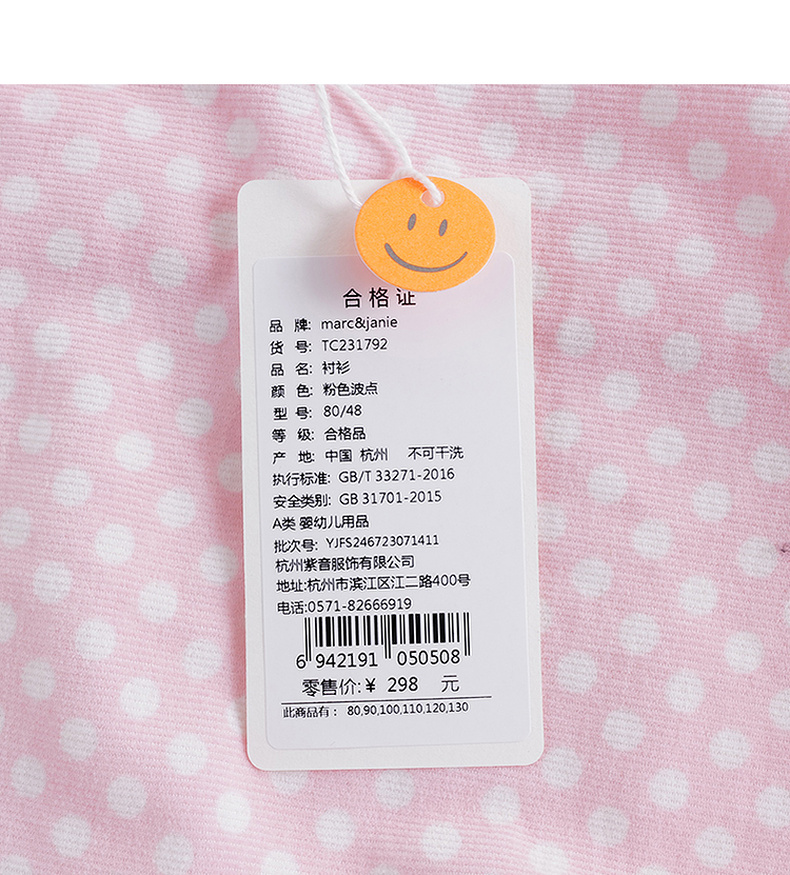 合格证
品 牌: marc&janie
货 号: TC231792
品 名: 衬衫
颜 色: 粉色波点
型 号: 80/48
等 级: 合格品
产 地: 中国 杭州 不可干洗
执行标准: GB/T 33271-2016
安全类别: GB 31701-2015
A类 婴幼儿用品
批次号: YJFS246723071411
杭州紫音服饰有限公司
地址:杭州市滨江区江二路400号
电话:0571-82666919
6 942191 050508
零售价:¥ 298 元
此商品有： 80,90,100,110,120,130